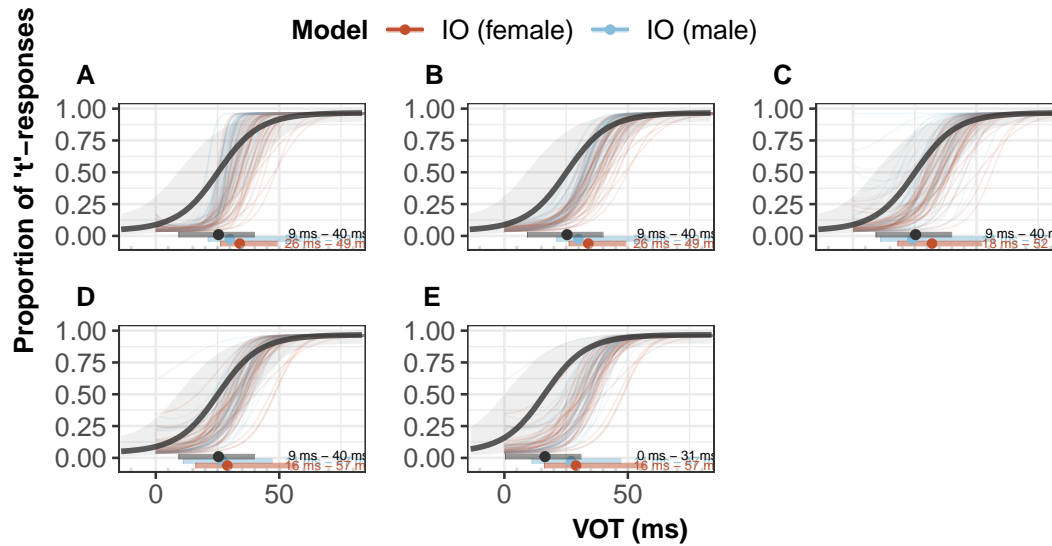 Model IO (female) IO (male)
Proportion of 't'−responses
A
1.00
0.75
0.50
0.25
0.00
9 ms − 40 ms
26 ms − 49 m
B
1.00
0.75
0.50
0.25
0.00
9 ms − 40 ms
26 ms − 49 m
C
1.00
0.75
0.50
0.25
0.00
9 ms − 40 m
18 ms − 52
D
1.00
0.75
0.50
0.25
0.00
9 ms − 40 ms
16 ms − 57 m
0 50
E
1.00
0.75
0.50
0.25
0.00
0 ms − 31 ms
16 ms − 57 m
0 50
VOT (ms)